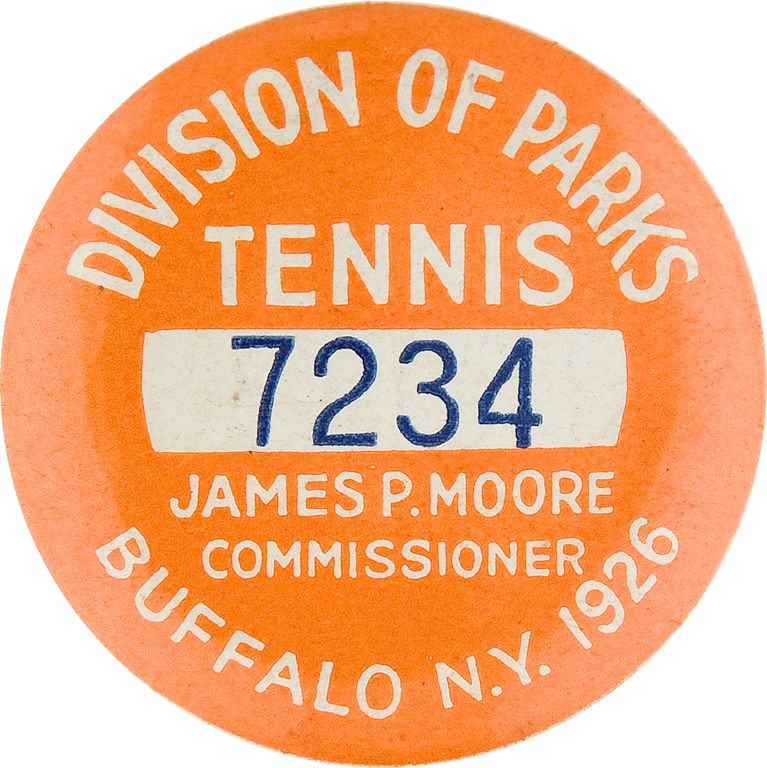 DIVISION OF PARKS
TENNIS
7234
JAMES P. MOORE
COMMISSIONER
BUFFALO N.Y. 1926